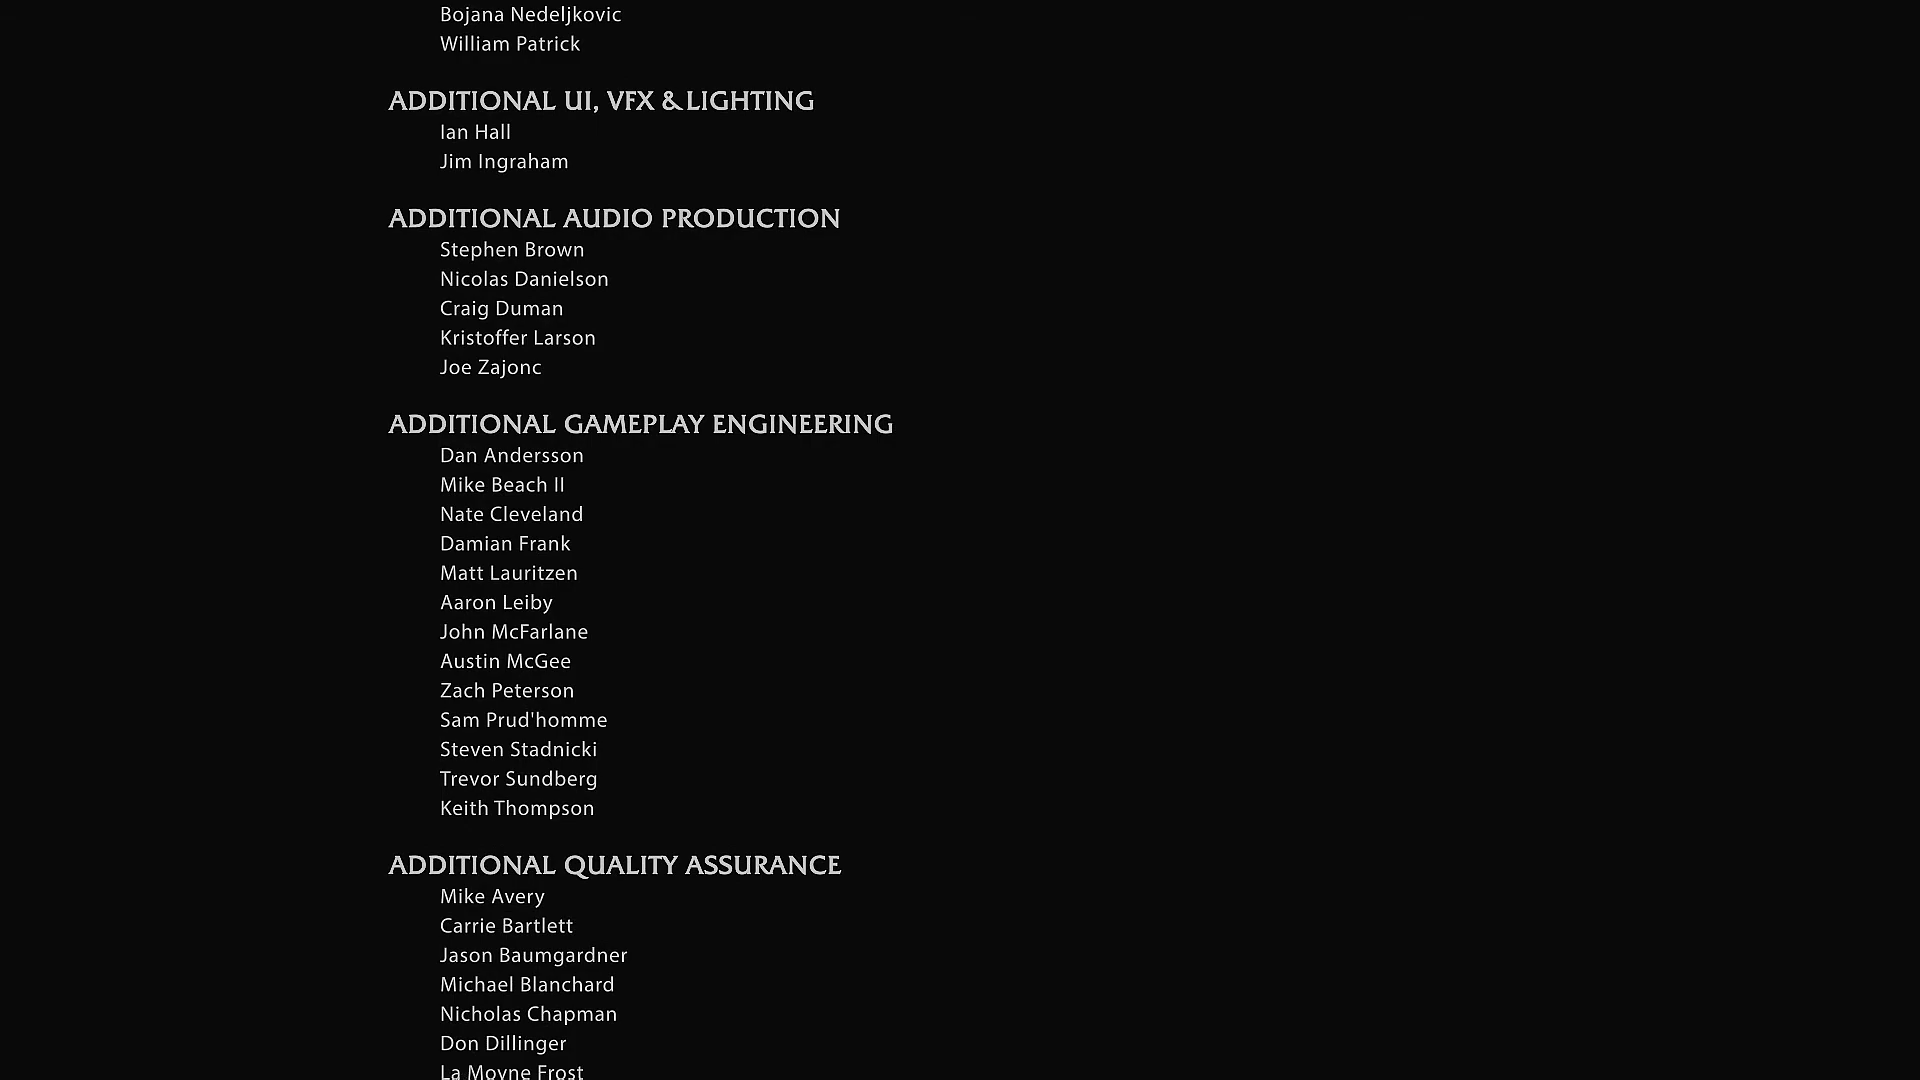 Bojana Nedeljkovic
William Patrick
ADDITIONAL UI, VFX & LIGHTING
Ian Hall
Jim Ingraham
ADDITIONAL AUDIO PRODUCTION
Stephen Brown
Nicolas Danielson
Craig Duman
Kristoffer Larson
Joe Zajonc
ADDITIONAL GAMEPLAY ENGINEERING
Dan Andersson
Mike Beach II
Nate Cleveland
Damian Frank
Matt Lauritzen
Aaron Leiby
John McFarlane
Austin McGee
Zach Peterson
Sam Prud'homme
Steven Stadnicki
Trevor Sundberg
Keith Thompson
ADDITIONAL QUALITY ASSURANCE
Mike Avery
Carrie Bartlett
Jason Baumgardner
Michael Blanchard
Nicholas Chapman
Don Dillinger
La Moyne Frost